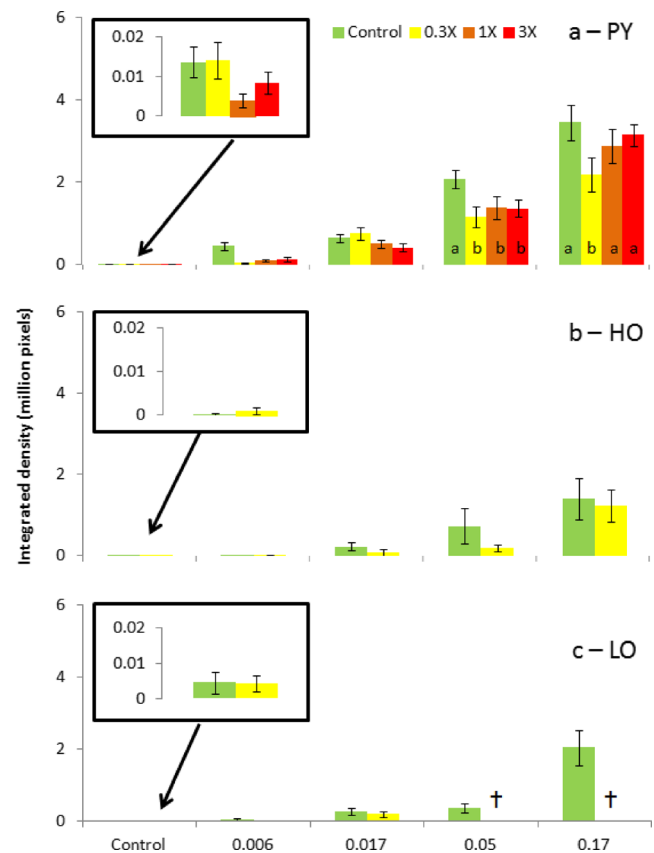 6
4
2
0
0.02
0.01
0
Control 0.3X 1X 3X
a – PY
a b b b
a b a a
Integrated density (million pixels)
6
4
2
0
0.02
0.01
0
b – HO
6
4
2
0
0.02
0.01
0
c – LO
† †
Control 0.006 0.017 0.05 0.17